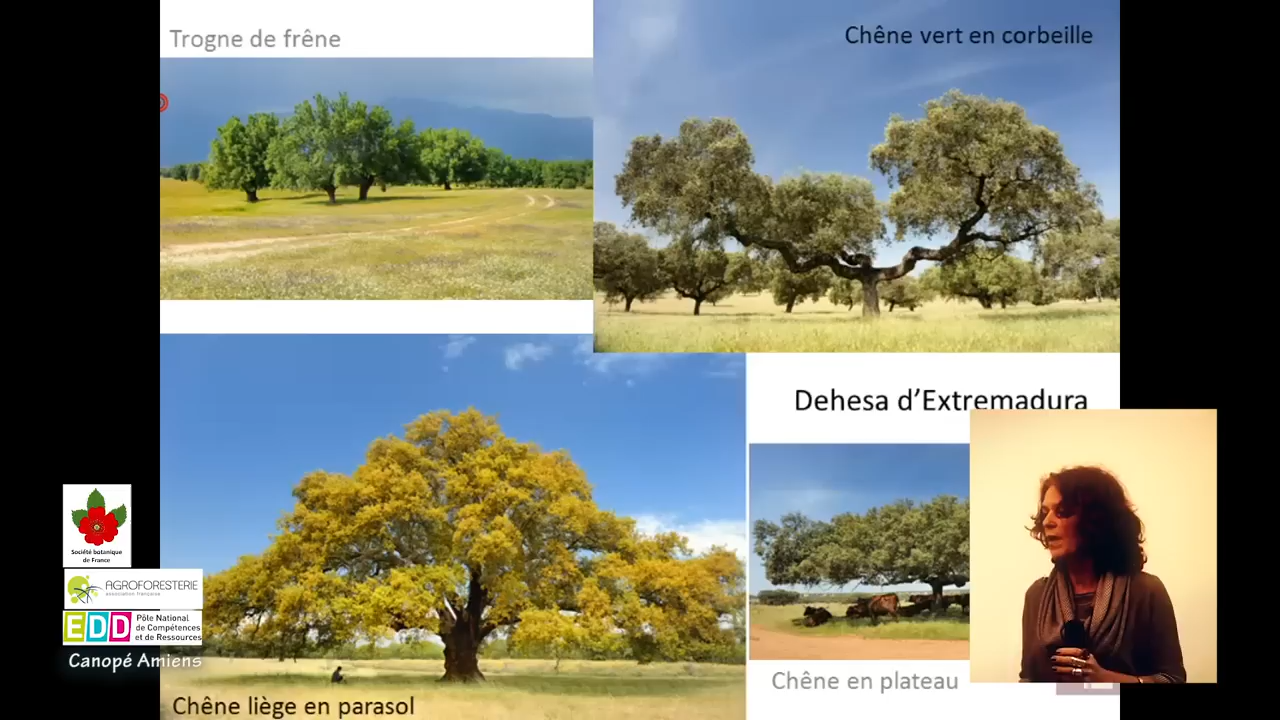 Trogne de frêne
Chêne vert en corbeille
Dehesa d'Extremadura
Chêne en plateau
Chêne liège en parasol
Société botanique
de France
AGROFORESTERIE
association française
EDD
Pôle National
de Compétences
et de Ressources
Canopé Amiens